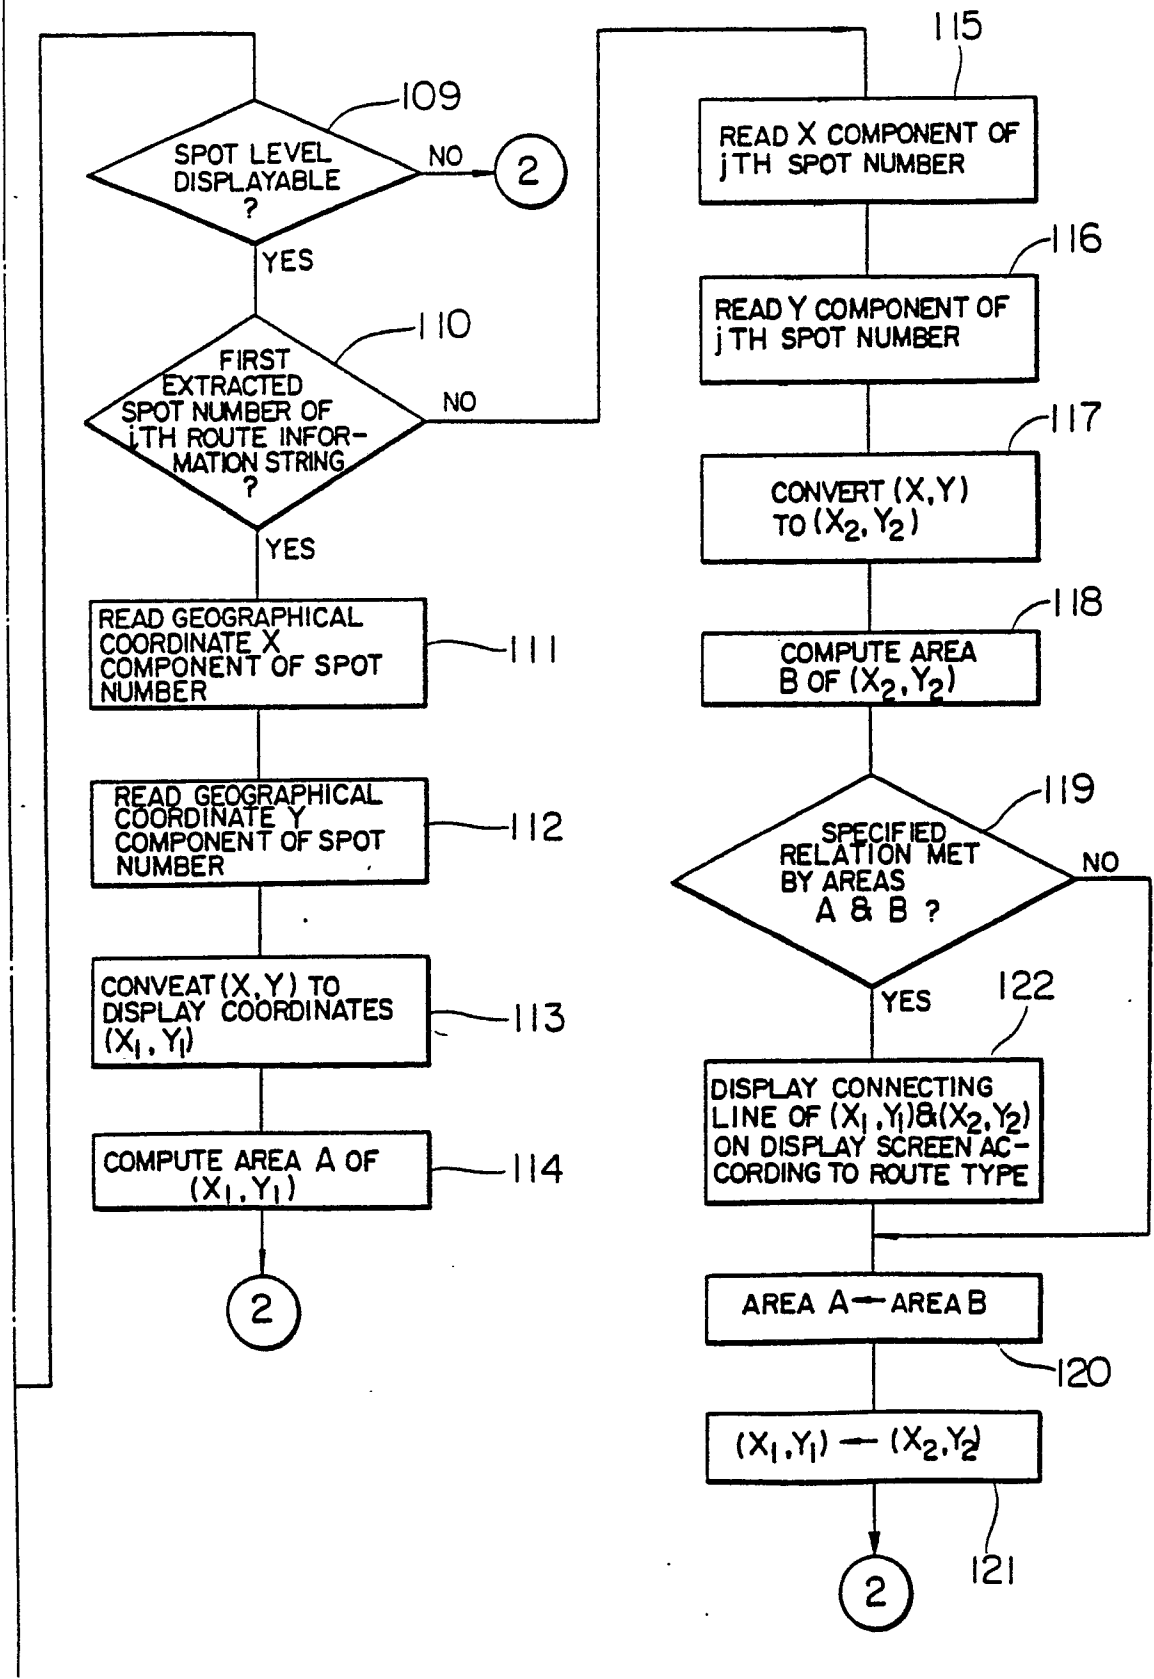 109
SPOT LEVEL
DISPLAYABLE
?
NO
2
YES
110
FIRST
EXTRACTED
SPOT NUMBER OF
iTH ROUTE INFOR-
MATION STRING
?
NO
YES
READ GEOGRAPHICAL
COORDINATE X
COMPONENT OF SPOT
NUMBER
111
READ GEOGRAPHICAL
COORDINATE Y
COMPONENT OF SPOT
NUMBER
112
CONVEAT (X, Y) TO
DISPLAY COORDINATES
(X1, Y1)
113
COMPUTE AREA A OF
(X1, Y1)
114
2
115
READ X COMPONENT OF
jTH SPOT NUMBER
116
READ Y COMPONENT OF
jTH SPOT NUMBER
117
CONVERT (X, Y)
TO (X2, Y2)
118
COMPUTE AREA
B OF (X2, Y2)
119
SPECIFIED
RELATION MET
BY AREAS
A & B ?
NO
YES
122
DISPLAY CONNECTING
LINE OF (X1, Y1)&(X2, Y2)
ON DISPLAY SCREEN AC-
CORDING TO ROUTE TYPE
AREA A ← AREA B
120
(X1, Y1) ← (X2, Y2)
121
2